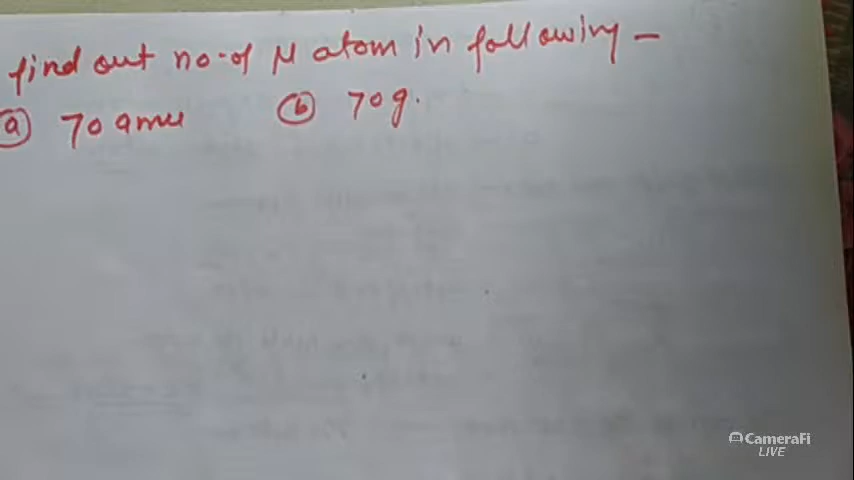 find out no. of N atom in following –
(a) 70 amu (b) 70g.
CameraFi
LIVE